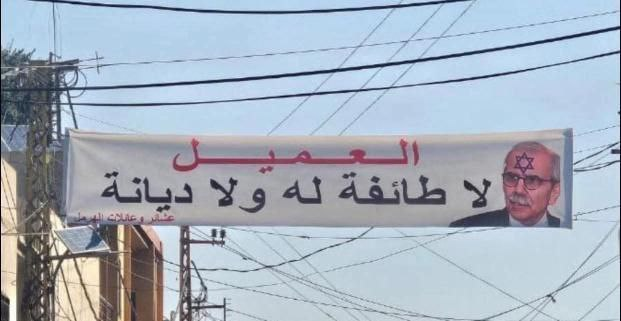 العميل
لا طائفة له ولا ديانة
عشائر وعائلات الهرمل